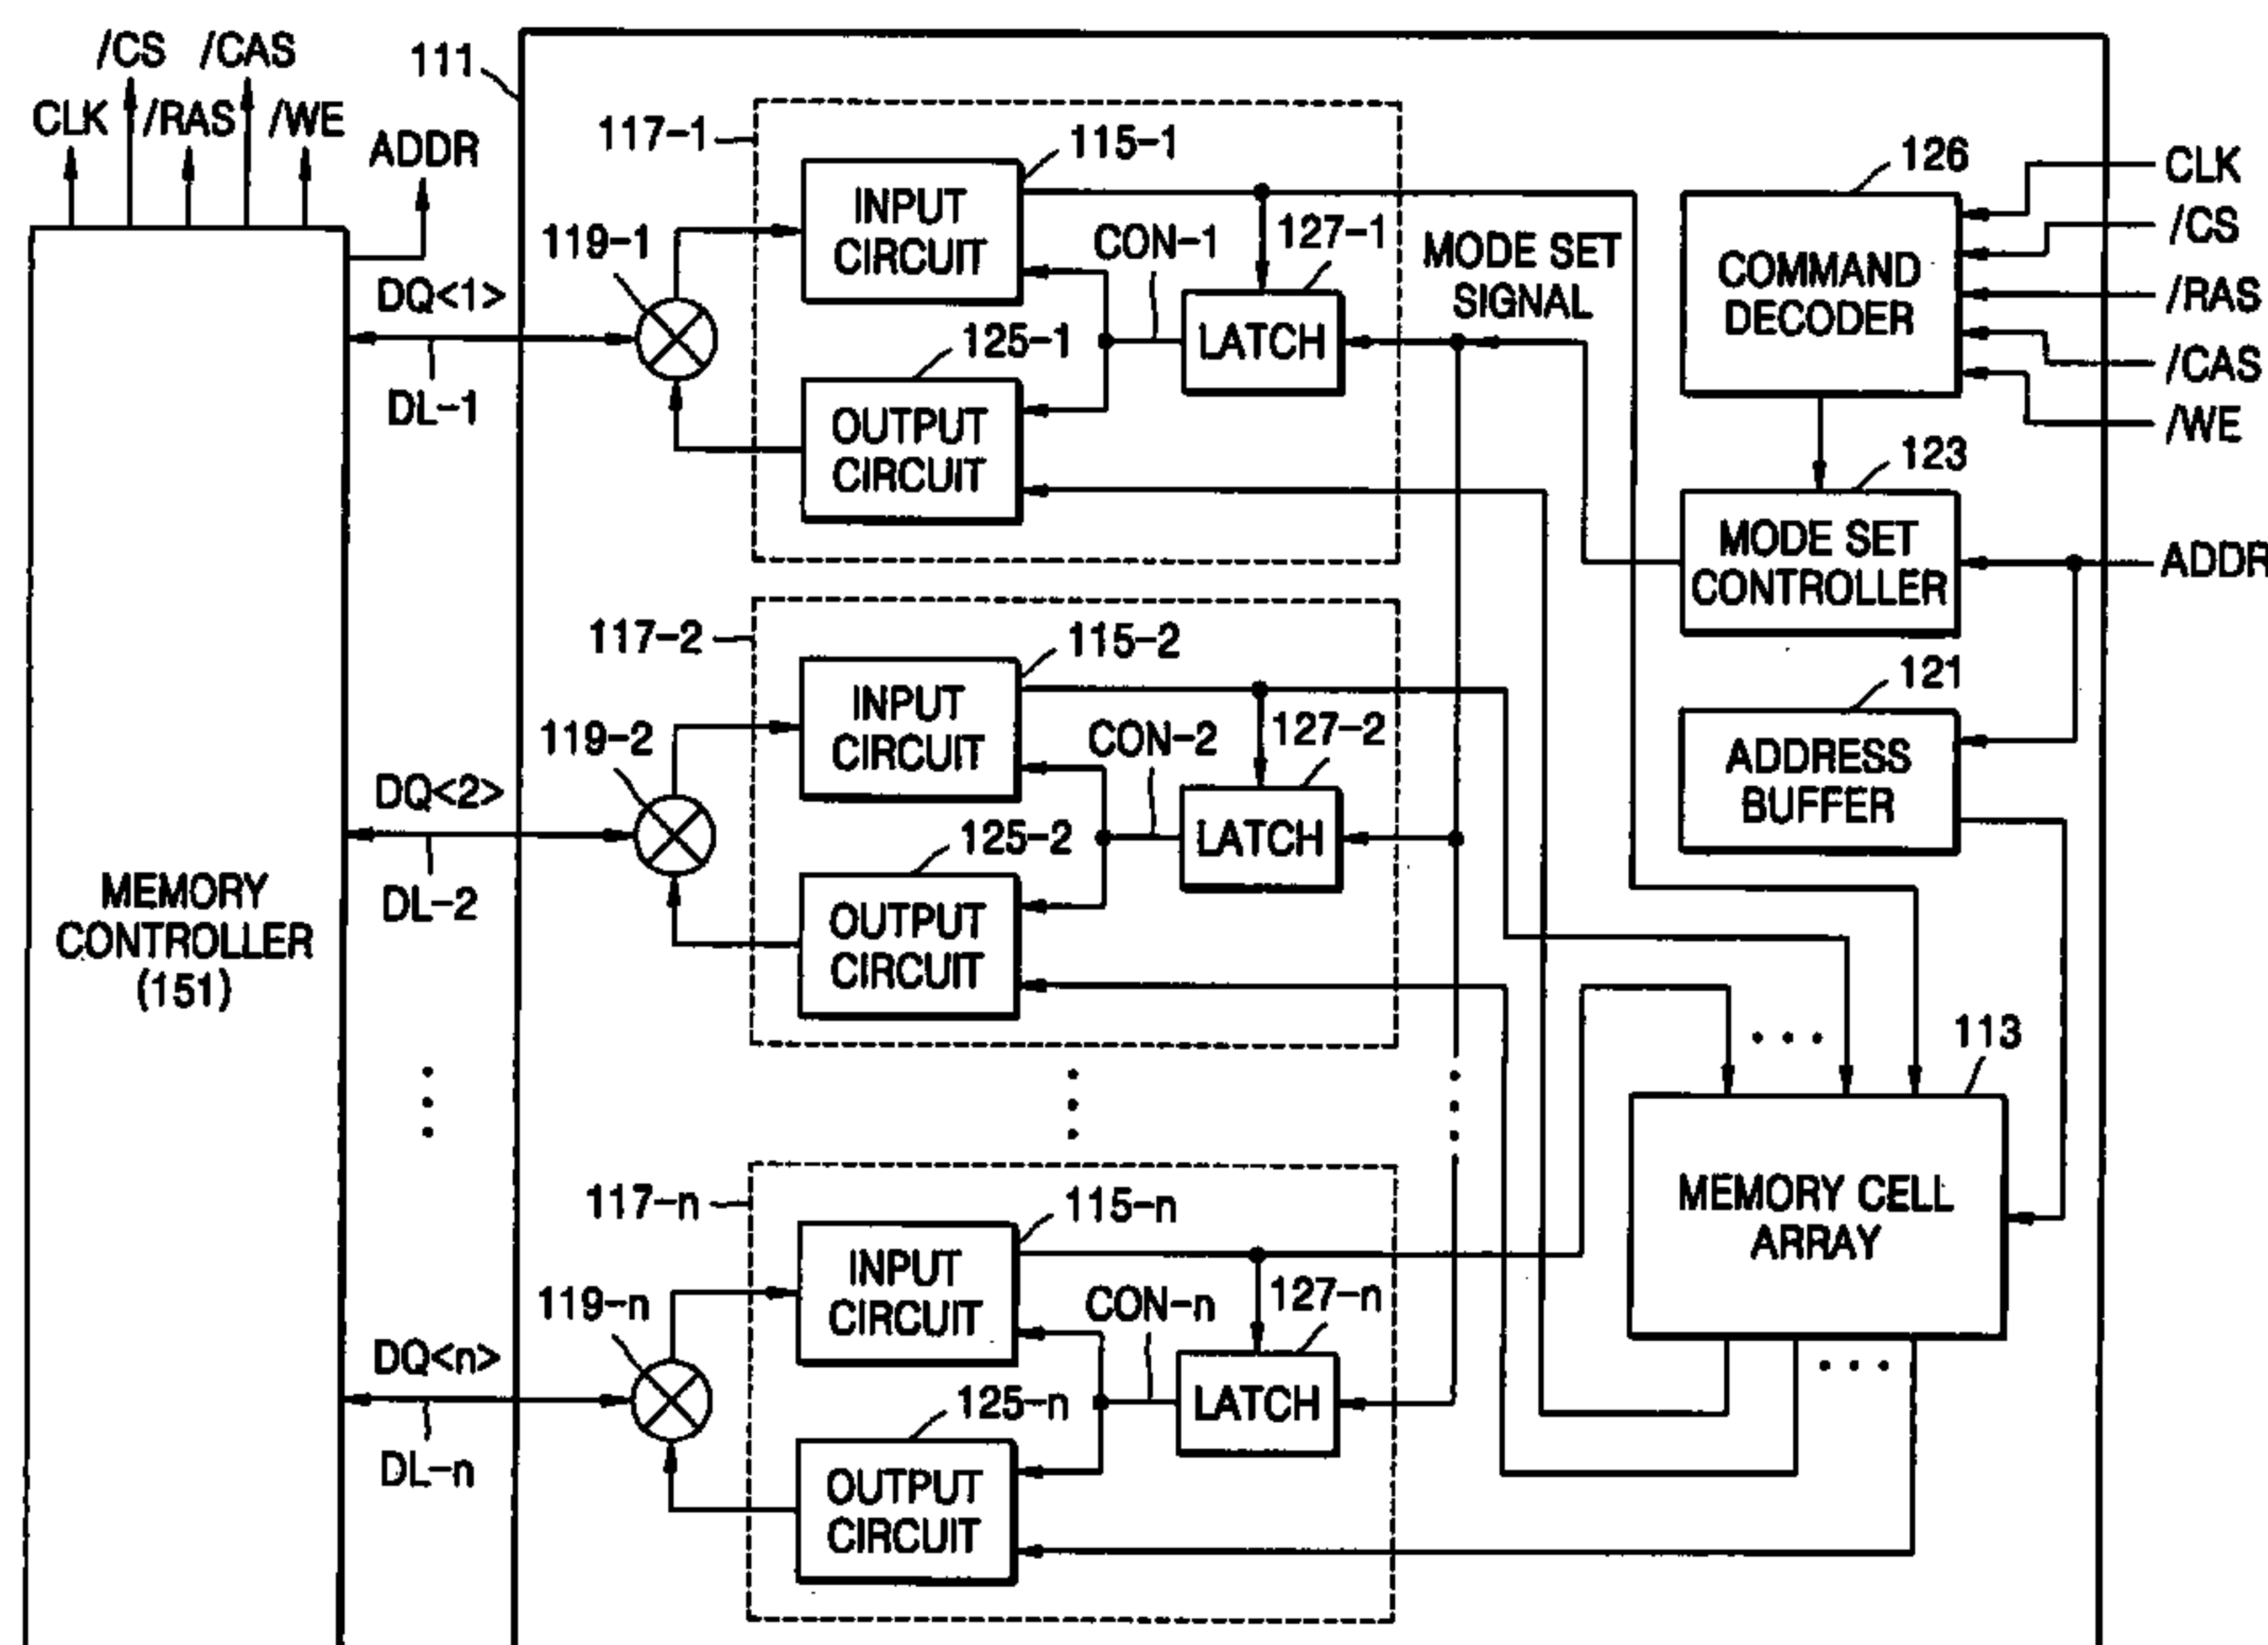 /CS /CAS
CLK /RAS /WE
ADDR
MEMORY
CONTROLLER
(151)
DQ<1>
DL-1
DQ<2>
DL-2
DQ<n>
DL-n
111
117-1
115-1
INPUT
CIRCUIT
119-1
CON-1
127-1
LATCH
125-1
OUTPUT
CIRCUIT
MODE SET
SIGNAL
117-2
115-2
INPUT
CIRCUIT
119-2
CON-2
127-2
LATCH
125-2
OUTPUT
CIRCUIT
117-n
115-n
INPUT
CIRCUIT
119-n
CON-n
127-n
LATCH
125-n
OUTPUT
CIRCUIT
126
COMMAND
DECODER
CLK
/CS
/RAS
/CAS
/WE
123
MODE SET
CONTROLLER
ADDR
121
ADDRESS
BUFFER
113
MEMORY CELL
ARRAY